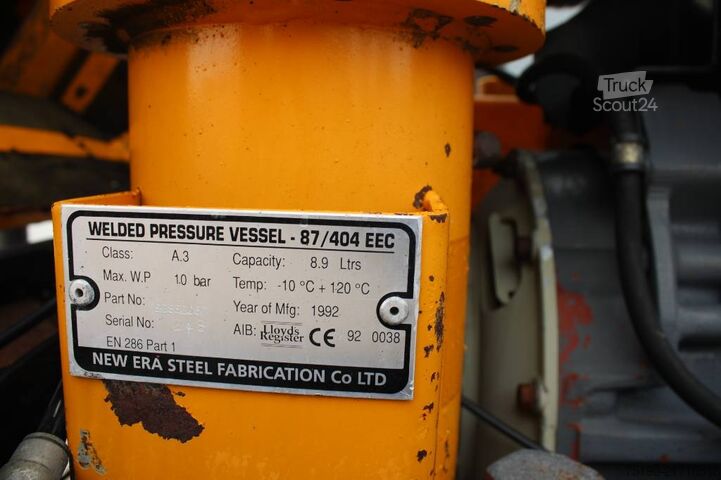 Truck
Scout24
WELDED PRESSURE VESSEL - 87/404 EEC
Class: A.3 Capacity: 8.9 Ltrs
Max. W.P 10 bar Temp: -10 °C + 120 °C
Part No: Year of Mfg: 1992
Serial No: AIB: Lloyds Register CE 92 0038
EN 286 Part 1
NEW ERA STEEL FABRICATION Co LTD